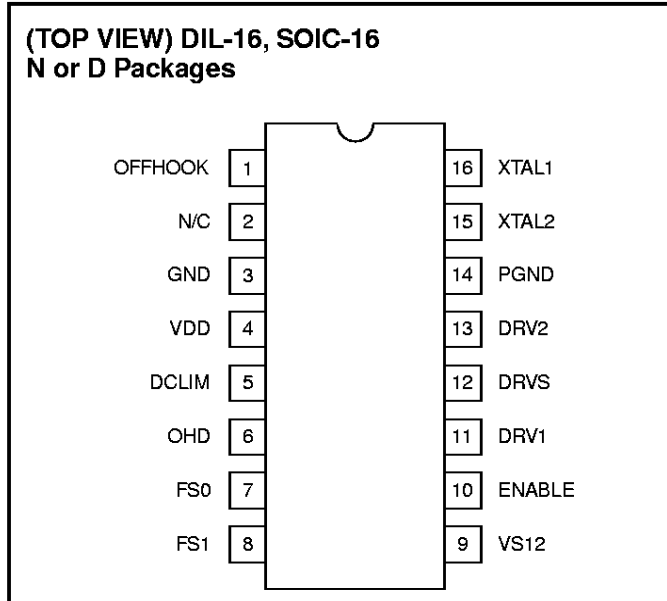 (TOP VIEW) DIL-16, SOIC-16
N or D Packages
OFFHOOK 1 16 XTAL1
N/C 2 15 XTAL2
GND 3 14 PGND
VDD 4 13 DRV2
DCLIM 5 12 DRVS
OHD 6 11 DRV1
FS0 7 10 ENABLE
FS1 8 9 VS12